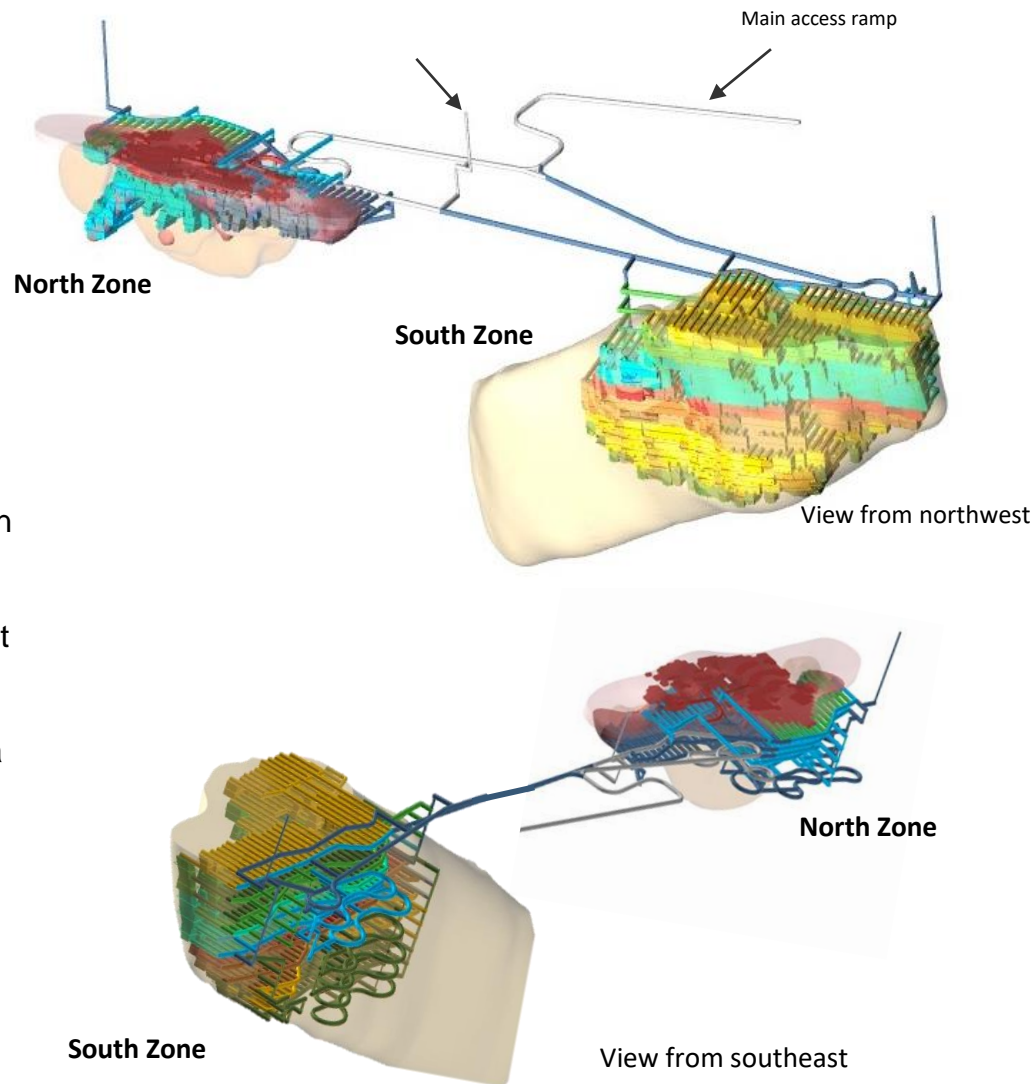 Main access ramp
North Zone
South Zone
View from northwest
North Zone
South Zone
View from southeast